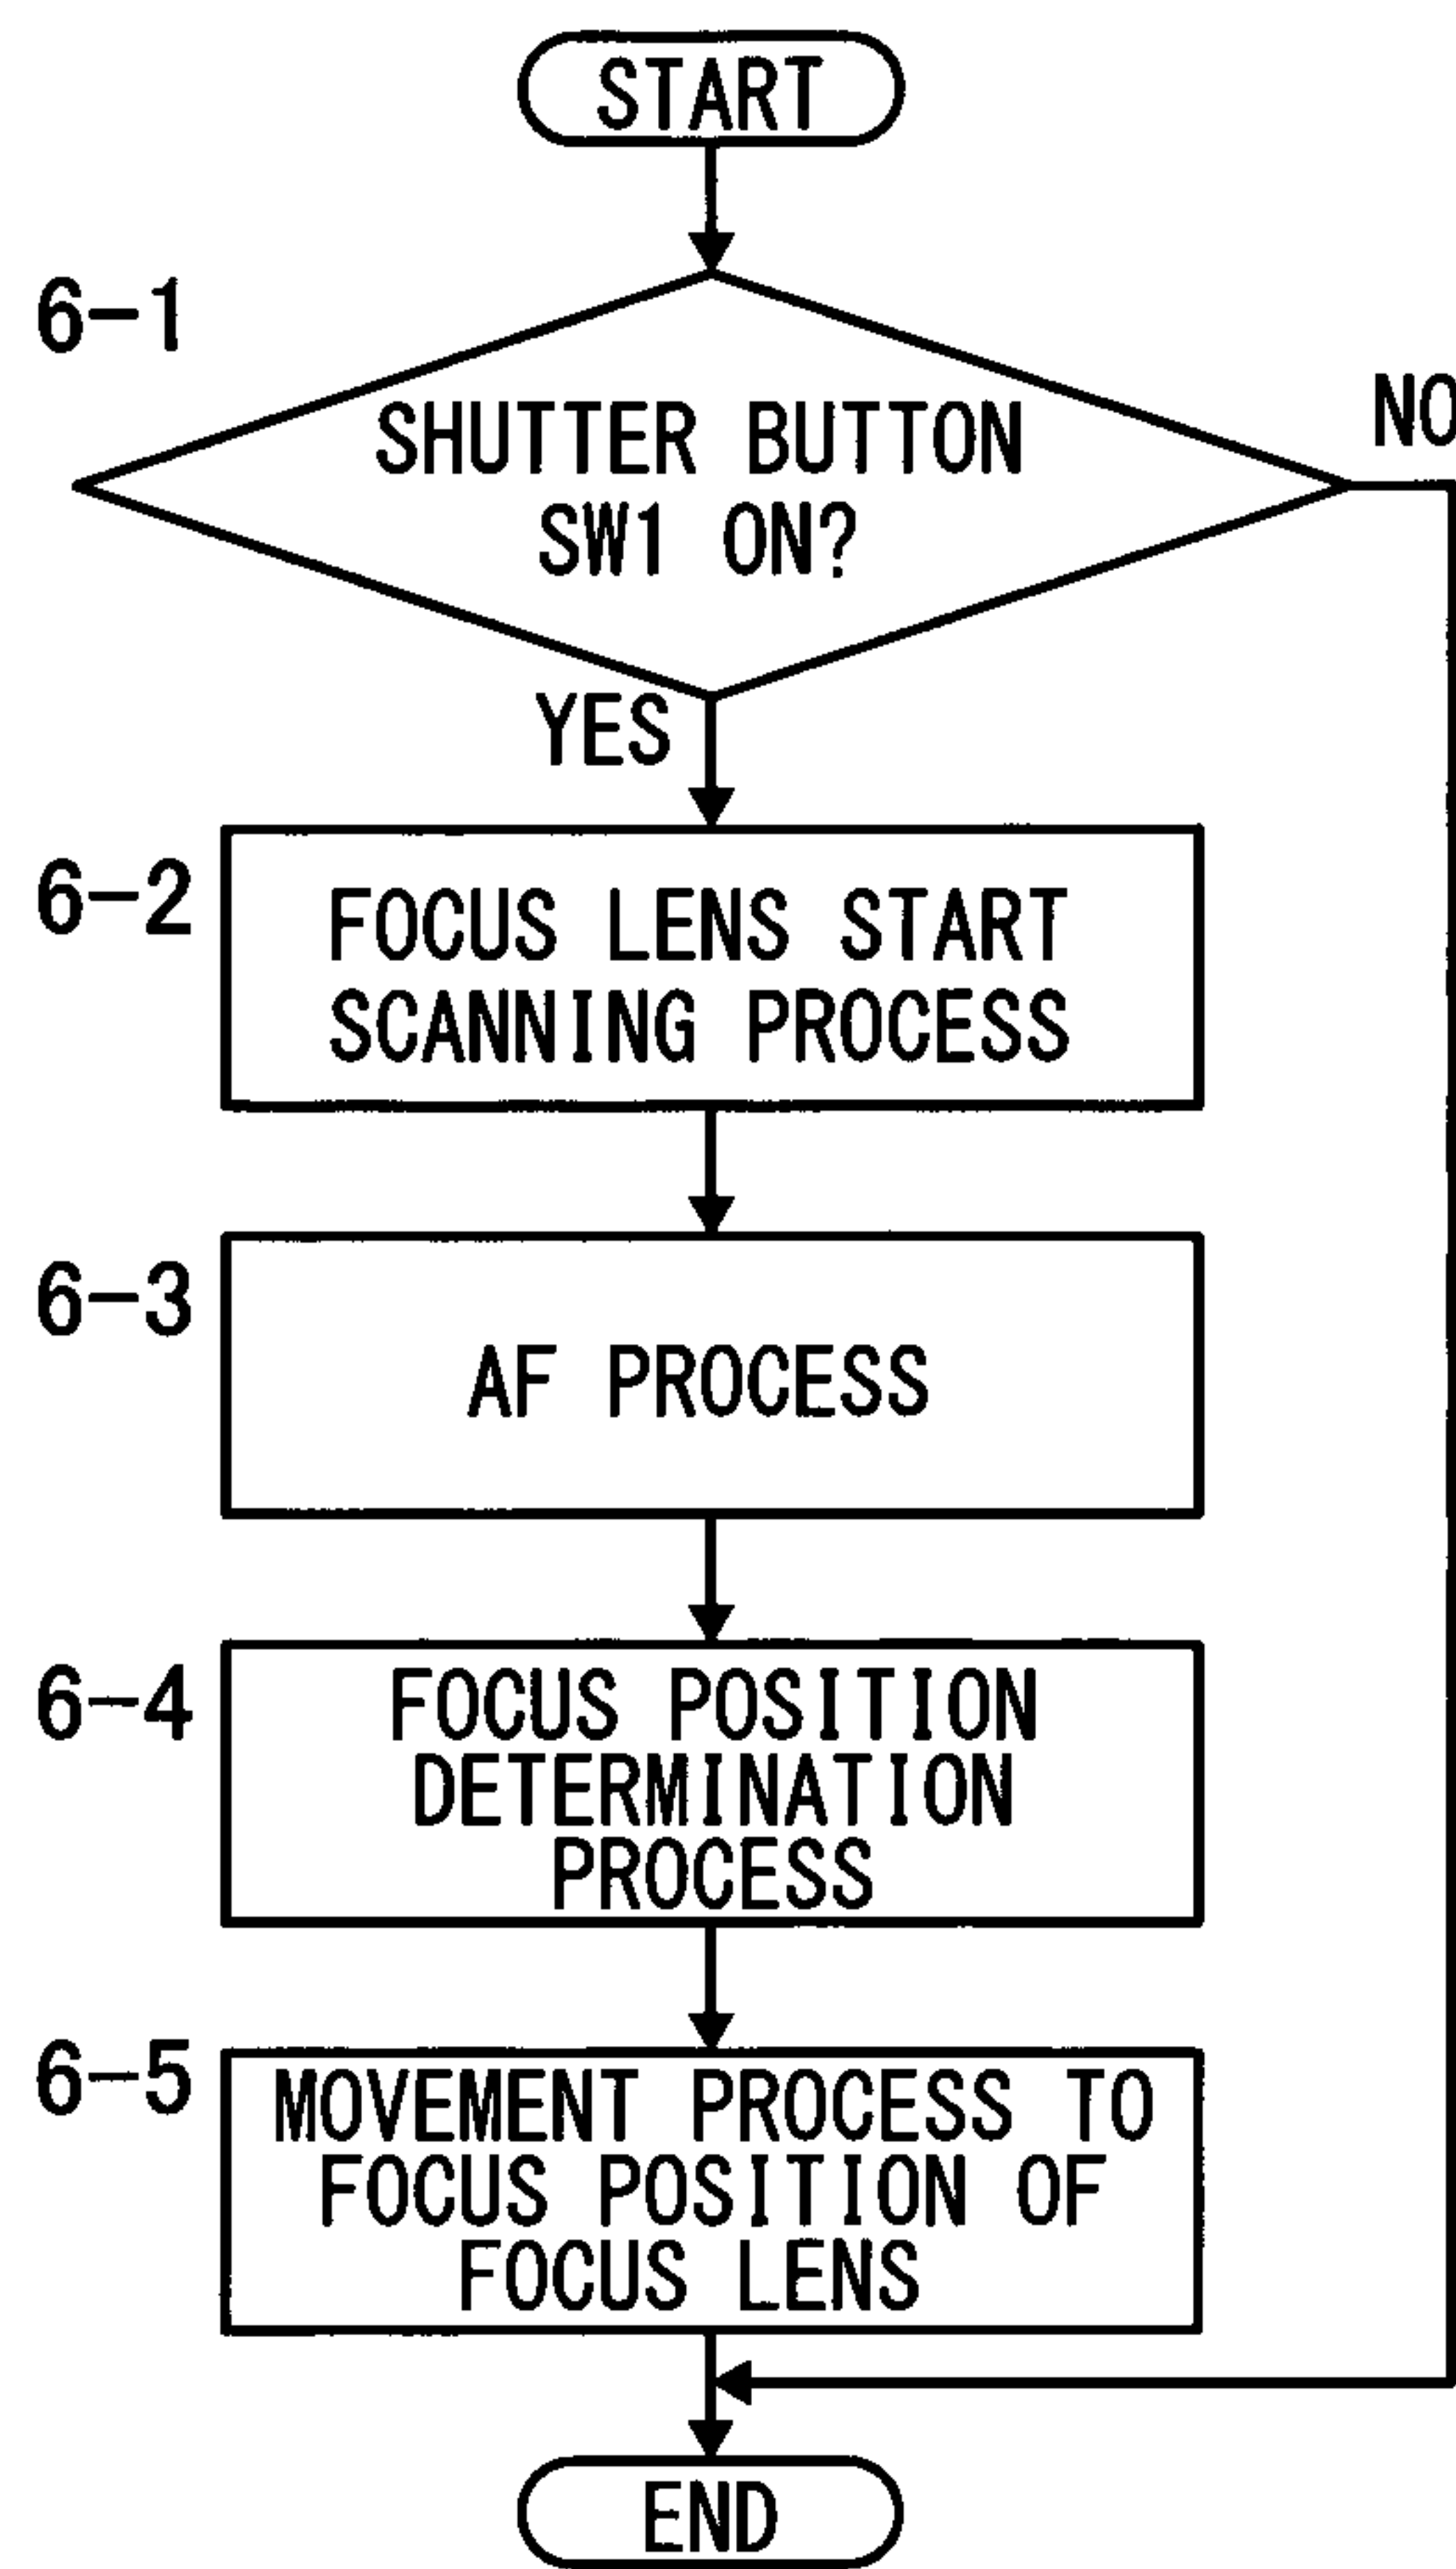 START
6-1
SHUTTER BUTTON
SW1 ON?
NO
YES
6-2
FOCUS LENS START
SCANNING PROCESS
6-3
AF PROCESS
6-4
FOCUS POSITION
DETERMINATION
PROCESS
6-5
MOVEMENT PROCESS TO
FOCUS POSITION OF
FOCUS LENS
END